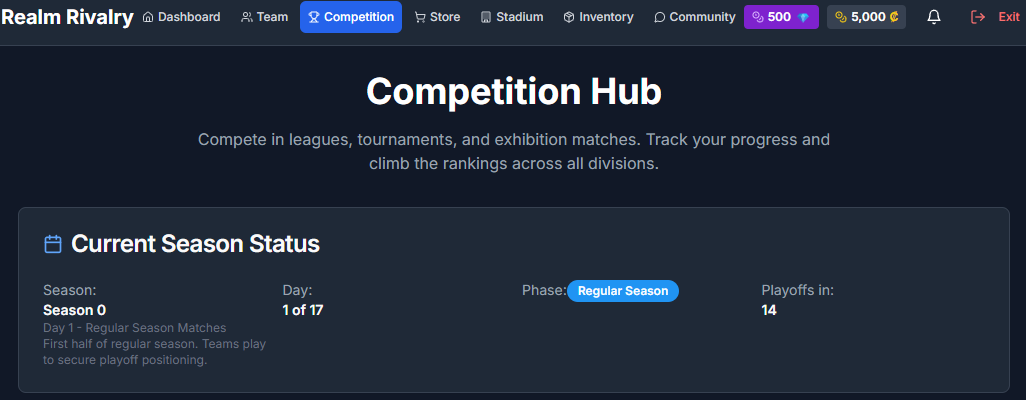 Realm Rivalry Dashboard Team Competition Store Stadium Inventory Community 500 5,000 ₡ Exit
Competition Hub
Compete in leagues, tournaments, and exhibition matches. Track your progress and
climb the rankings across all divisions.
Current Season Status
Season:
Season 0
Day 1 - Regular Season Matches
First half of regular season. Teams play
to secure playoff positioning.
Day:
1 of 17
Phase: Regular Season
Playoffs in:
14